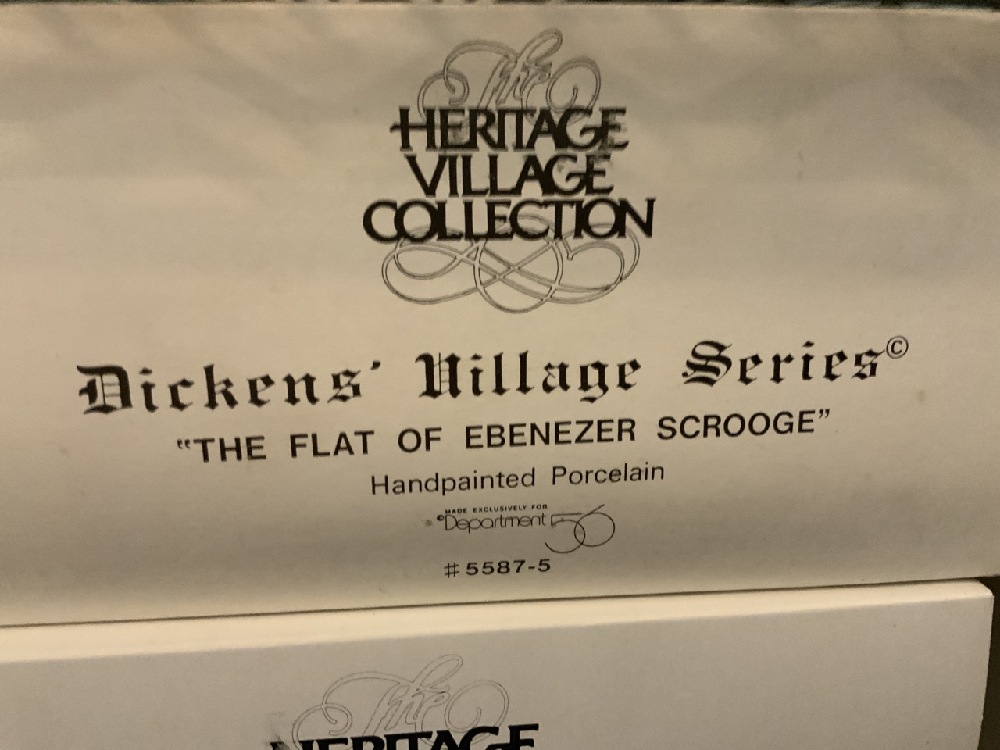 The
HERITAGE
VILLAGE
COLLECTION
Dickens' Village Series©
"THE FLAT OF EBENEZER SCROOGE"
Handpainted Porcelain
MADE EXCLUSIVELY FOR
©Department 56
#5587-5
The
HERITAGE